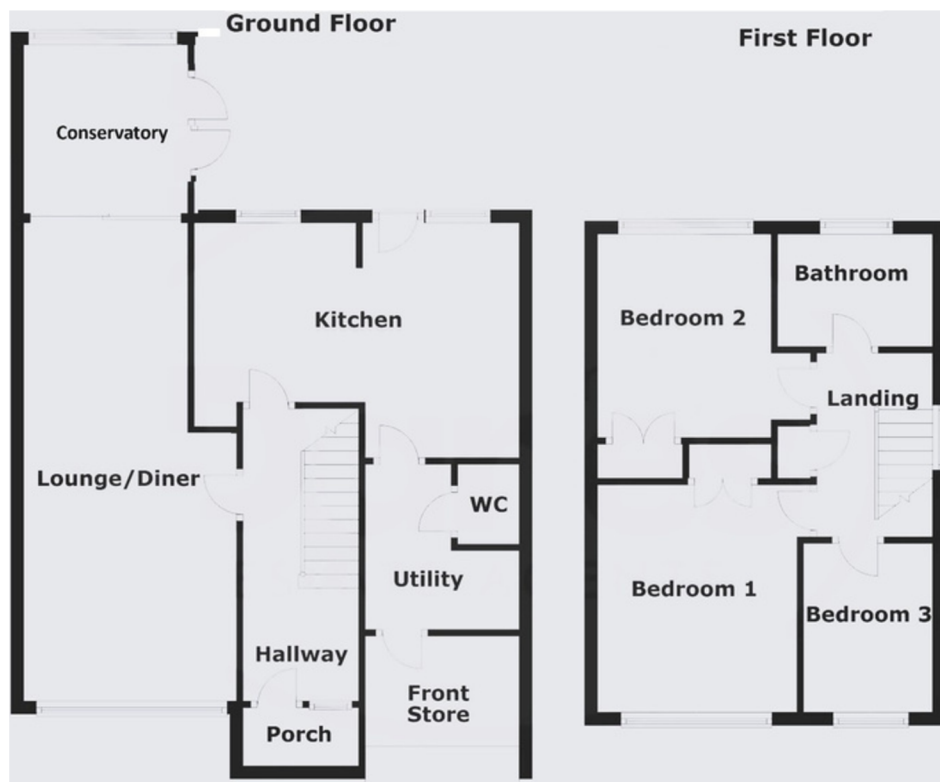 Ground Floor
First Floor
Conservatory
Kitchen
Lounge/Diner
WC
Utility
Hallway
Front
Store
Porch
Bedroom 2
Bathroom
Landing
Bedroom 1
Bedroom 3